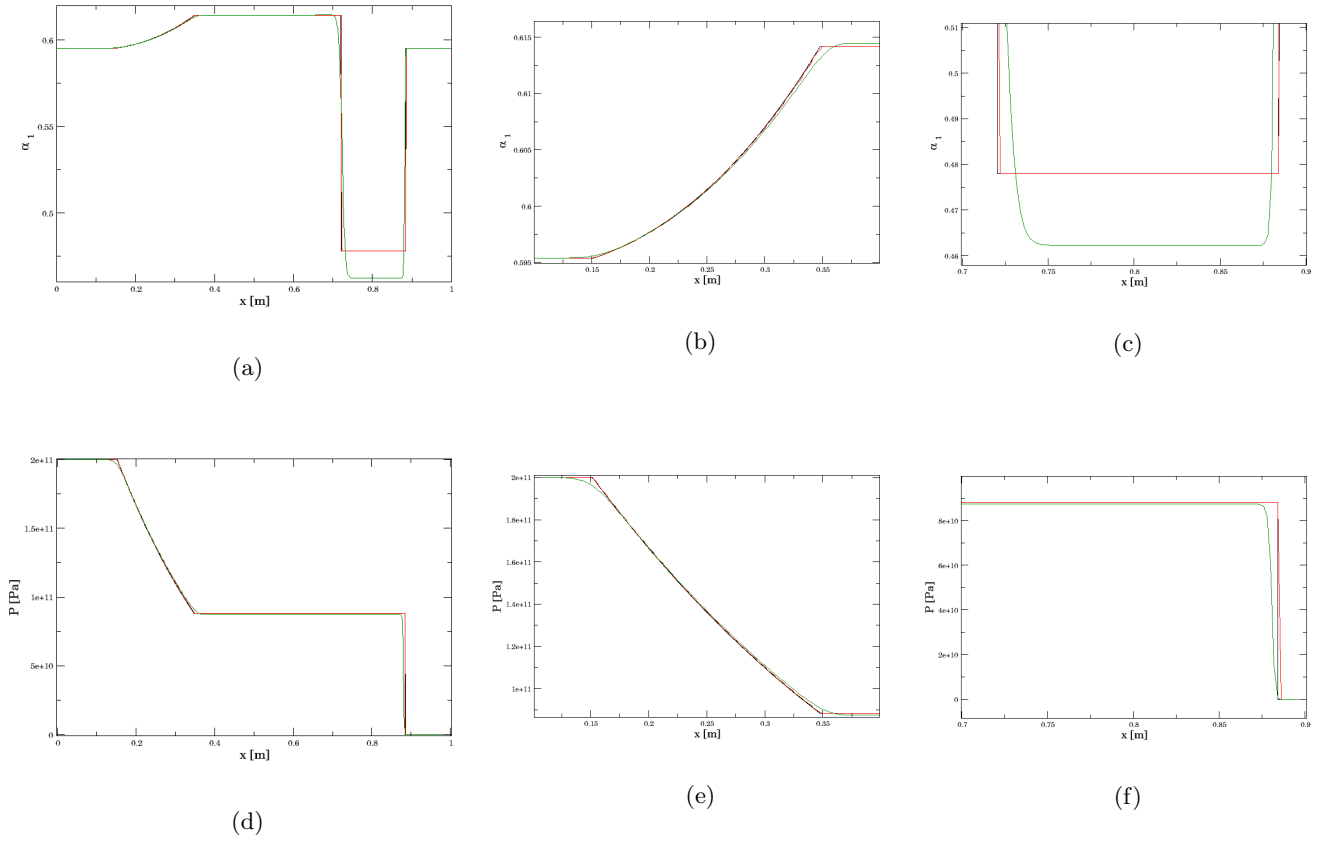 0.6
0.55
0.5
α 1
0 0.2 0.4 0.6 0.8 1
x [m]
(a)
0.615
0.61
0.605
0.6
0.595
α 1
0.15 0.2 0.25 0.3 0.35
x [m]
(b)
0.51
0.5
0.49
0.48
0.47
0.46
α 1
0.7 0.75 0.8 0.85 0.9
x [m]
(c)
2e+11
1.5e+11
1e+11
5e+10
0
P [Pa]
0 0.2 0.4 0.6 0.8 1
x [m]
(d)
2e+11
1.8e+11
1.6e+11
1.4e+11
1.2e+11
1e+11
P [Pa]
0.15 0.2 0.25 0.3 0.35
x [m]
(e)
8e+10
6e+10
4e+10
2e+10
0
P [Pa]
0.7 0.75 0.8 0.85 0.9
x [m]
(f)